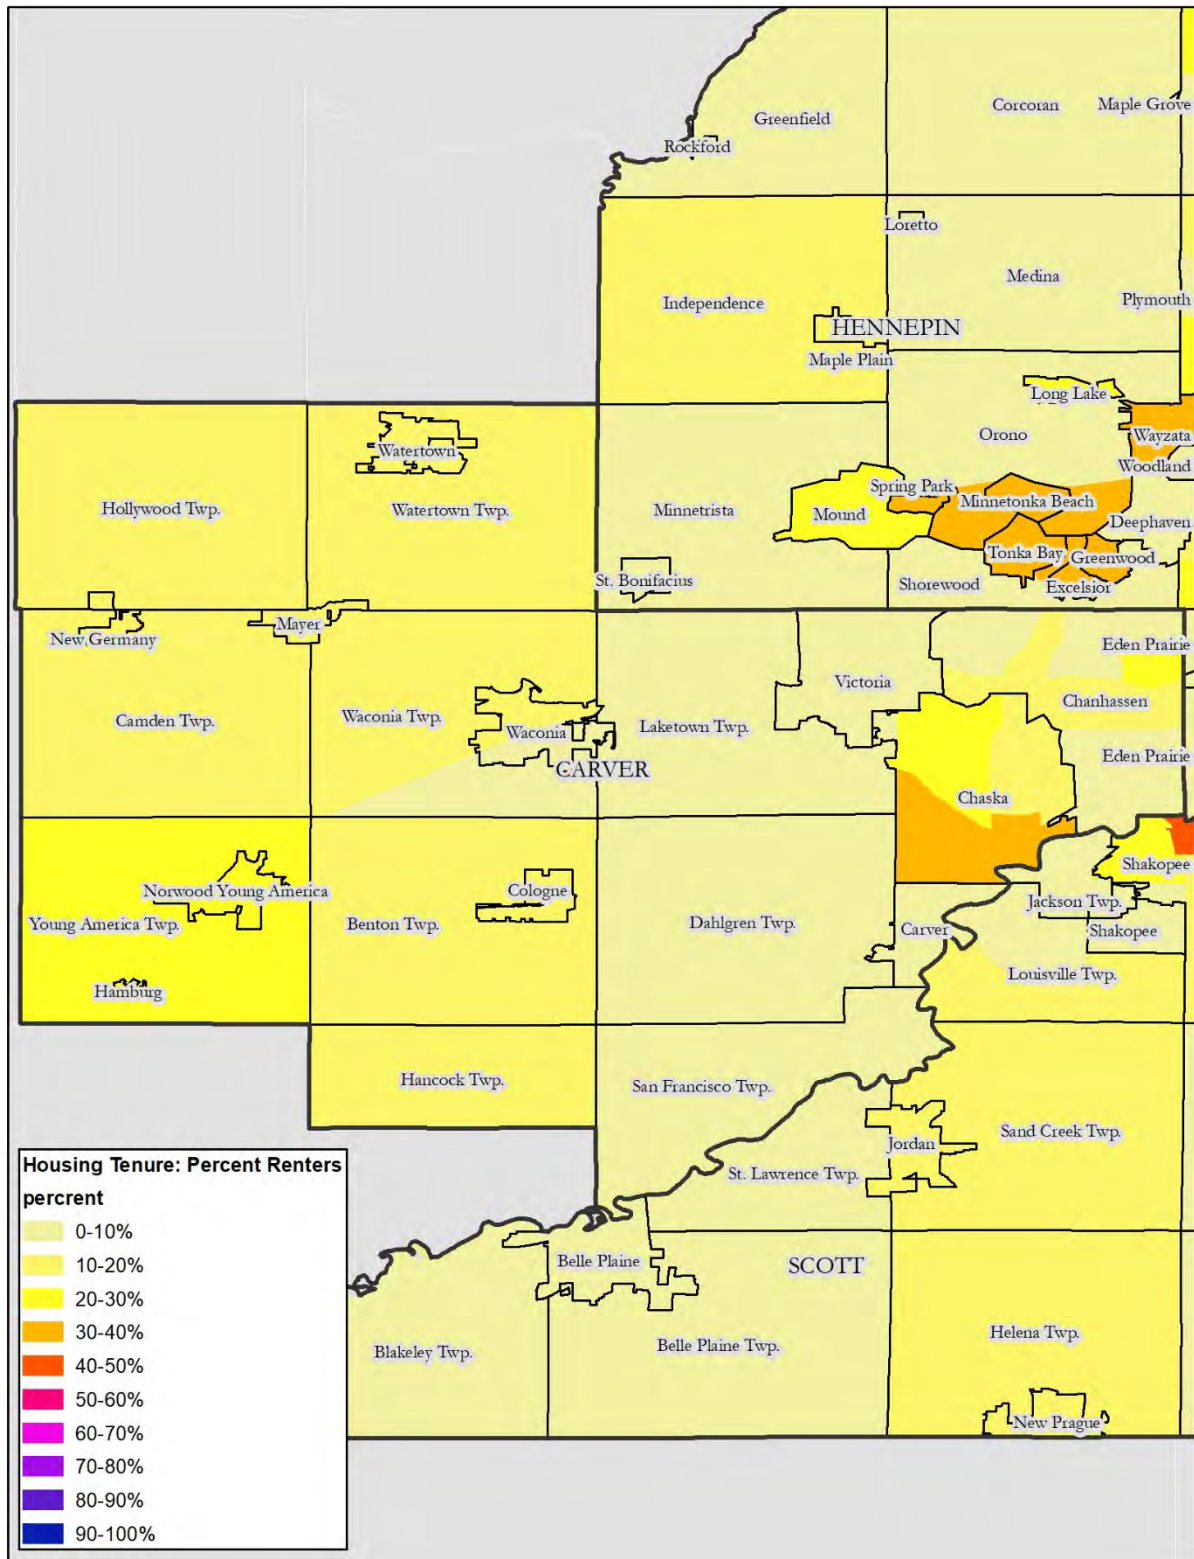 Greenfield
Corcoran
Maple Grove
Rockford
Loretto
Medina
Independence
Plymouth
HENNEPIN
Maple Plain
Long Lake
Orono
Wayzata
Watertown
Woodland
Spring Park
Minnetonka Beach
Hollywood Twp.
Watertown Twp.
Minnetrista
Mound
Deephaven
Tonka Bay
Greenwood
St. Bonifacius
Shorewood
Excelsior
New Germany
Mayer
Eden Prairie
Victoria
Chanhassen
Camden Twp.
Waconia Twp.
Waconia
Laketown Twp.
CARVER
Eden Prairie
Chaska
Shakopee
Norwood Young America
Cologne
Jackson Twp.
Young America Twp.
Benton Twp.
Dahlgren Twp.
Carver
Shakopee
Louisville Twp.
Hamburg
Hancock Twp.
San Francisco Twp.
Sand Creek Twp.
Jordan
St. Lawrence Twp.
Belle Plaine
SCOTT
Helena Twp.
Blakeley Twp.
Belle Plaine Twp.
New Prague
Housing Tenure: Percent Renters
percrent
0-10%
10-20%
20-30%
30-40%
40-50%
50-60%
60-70%
70-80%
80-90%
90-100%